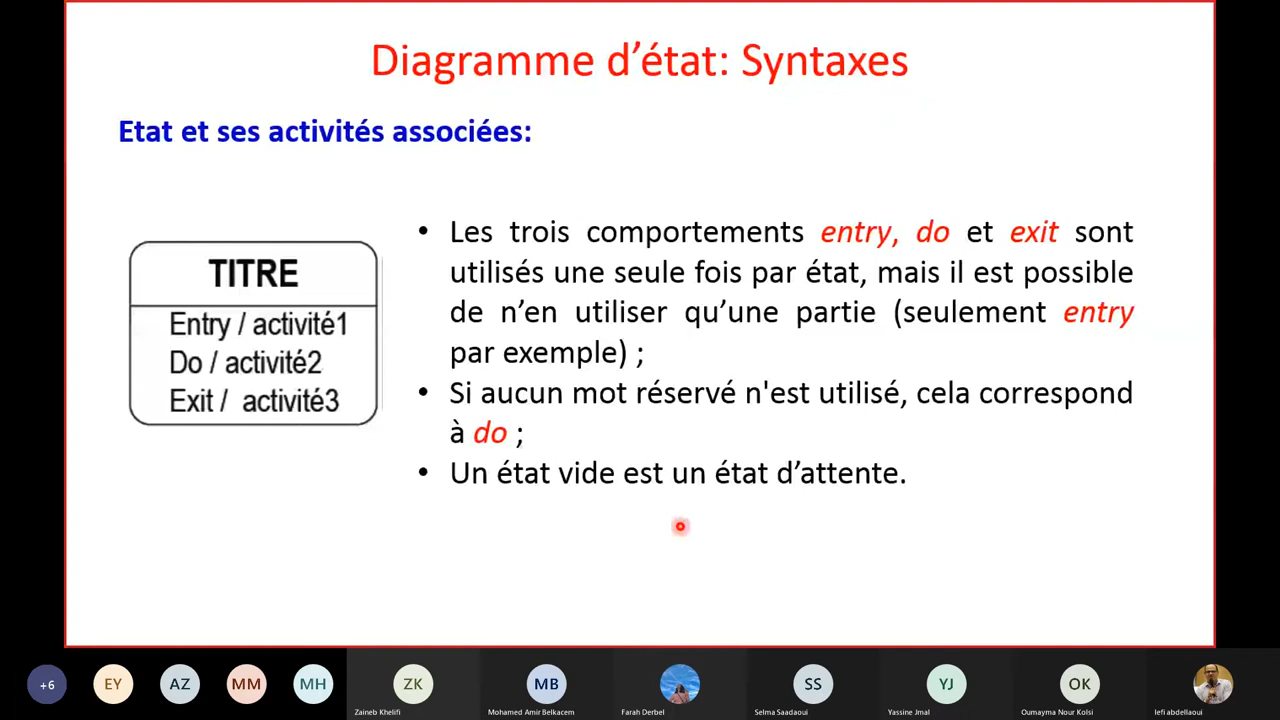 Diagramme d’état: Syntaxes
Etat et ses activités associées:
TITRE
Entry / activité1
Do / activité2
Exit / activité3
• Les trois comportements entry, do et exit sont
utilisés une seule fois par état, mais il est possible
de n’en utiliser qu’une partie (seulement entry
par exemple) ;
• Si aucun mot réservé n'est utilisé, cela correspond
à do ;
• Un état vide est un état d’attente.
+6
EY
AZ
MM
MH
ZK
MB
SS
YJ
OK
Zaineb Khelifi
Mohamed Amir Belkacem
Farah Derbel
Selma Saadaoui
Yassine Jmal
Oumayma Nour Kolsi
lefi abdellaoui